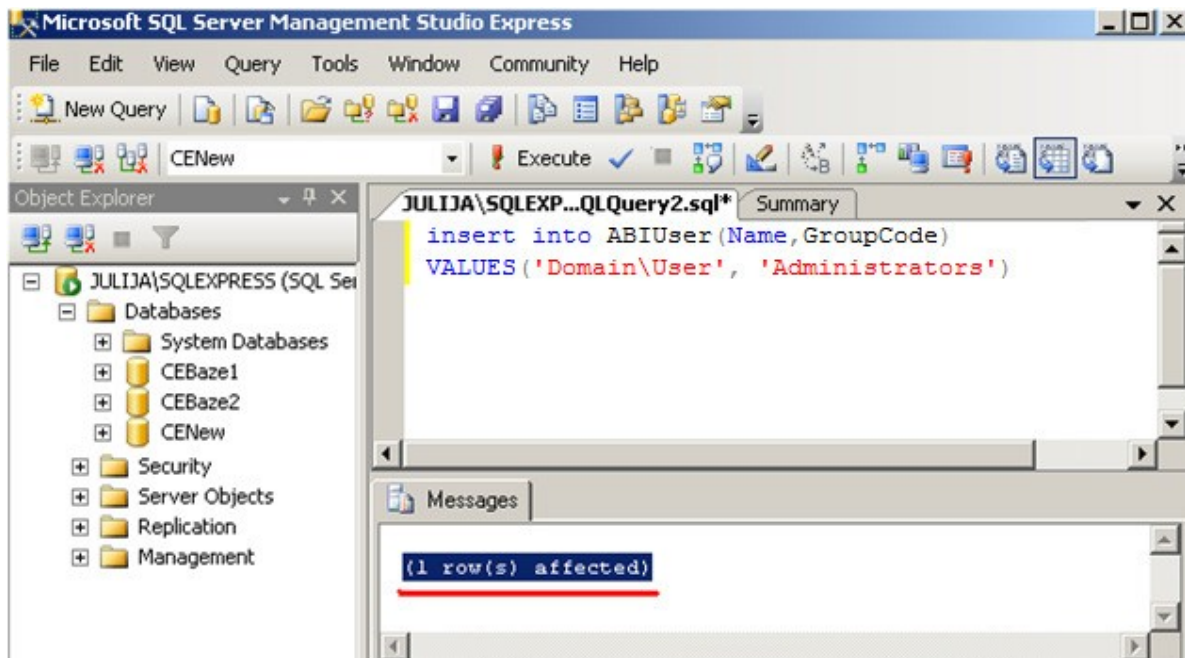 Microsoft SQL Server Management Studio Express
File Edit View Query Tools Window Community Help
New Query
CENew Execute
Object Explorer
JULIJA\SQLEXP...QLQuery2.sql* Summary
insert into ABIUser(Name,GroupCode)
VALUES('Domain\User', 'Administrators')
JULIJA\SQLEXPRESS (SQL Ser
Databases
System Databases
CEBaze1
CEBaze2
CENew
Security
Server Objects
Replication
Management
Messages
(1 row(s) affected)